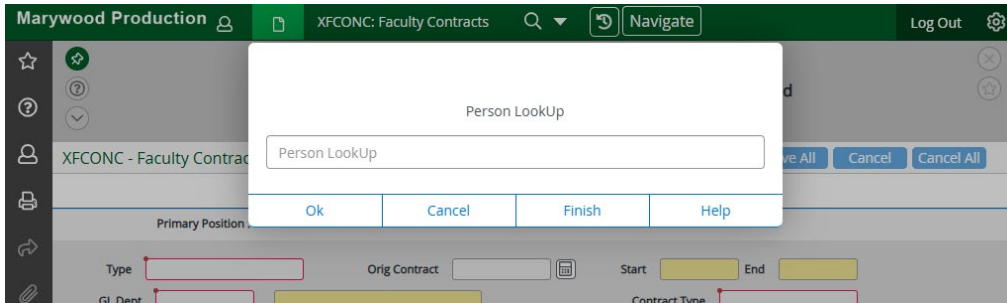 Marywood Production XFCONC: Faculty Contracts Navigate Log Out
d
Person LookUp
Person LookUp
XFCONC - Faculty Contrac ve All Cancel Cancel All
Ok Cancel Finish Help
Primary Position
Type Orig Contract Start End
GL Dept Contract Type